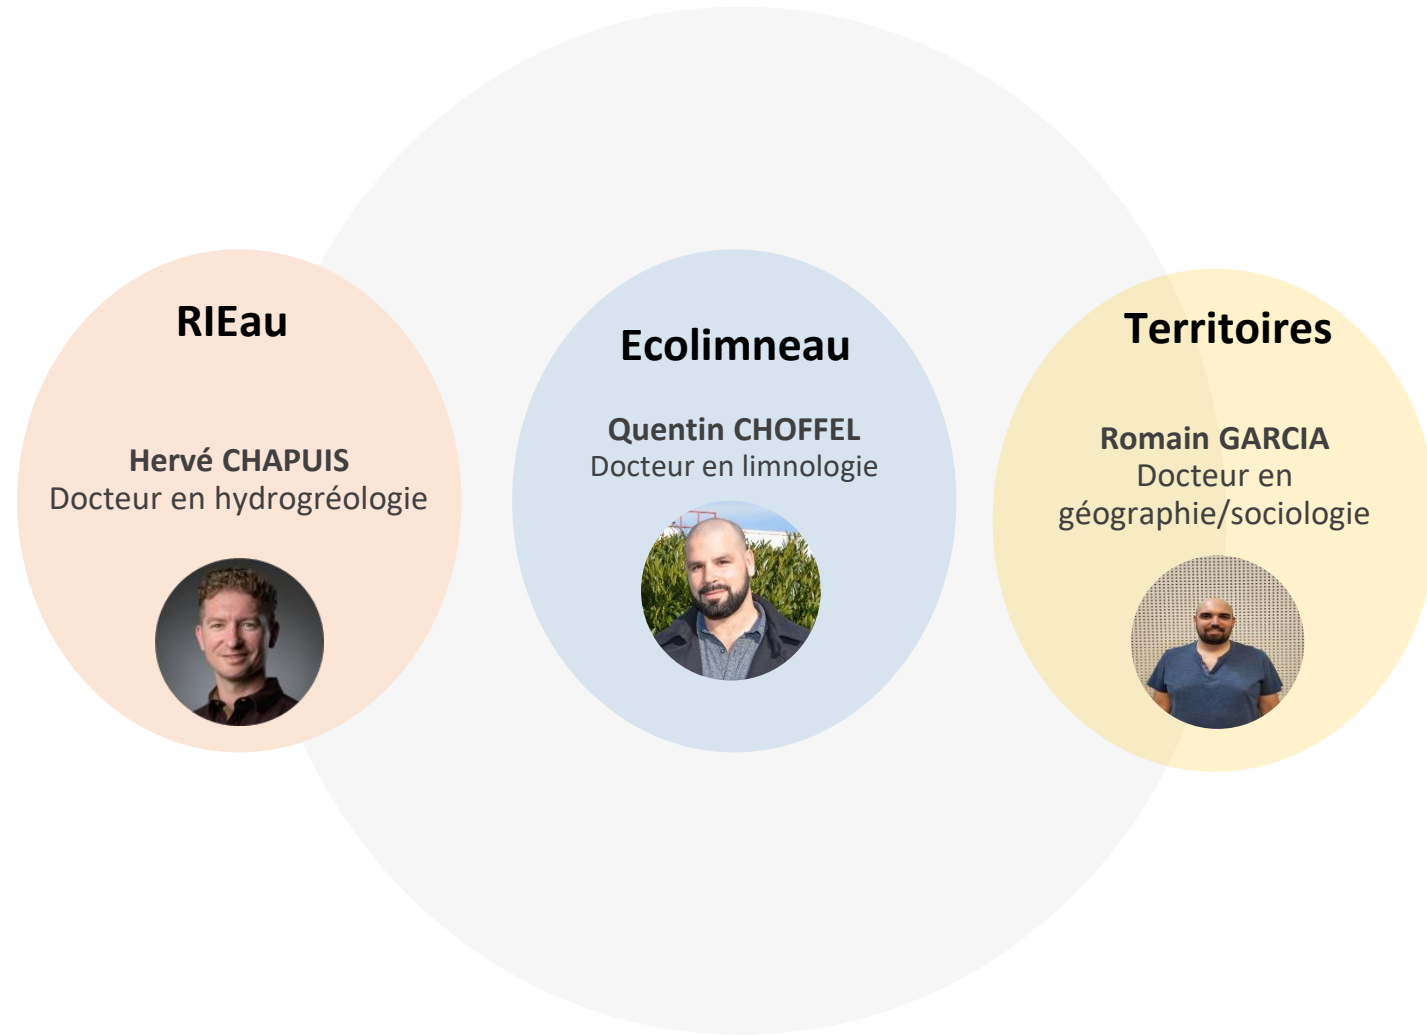 RIEau
Hervé CHAPUIS
Docteur en hydrogréologie
Ecolimneau
Quentin CHOFFEL
Docteur en limnologie
Territoires
Romain GARCIA
Docteur en
géographie/sociologie